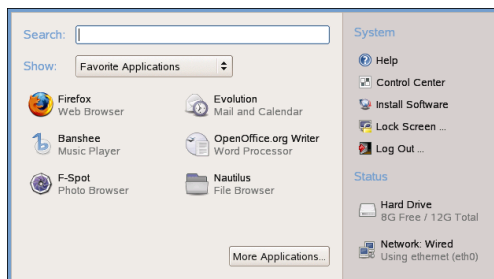 Search:
Show: Favorite Applications
Firefox
Web Browser
Evolution
Mail and Calendar
Banshee
Music Player
OpenOffice.org Writer
Word Processor
F-Spot
Photo Browser
Nautilus
File Browser
More Applications...
System
Help
Control Center
Install Software
Lock Screen ...
Log Out ...
Status
Hard Drive
8G Free / 12G Total
Network: Wired
Using ethernet (eth0)